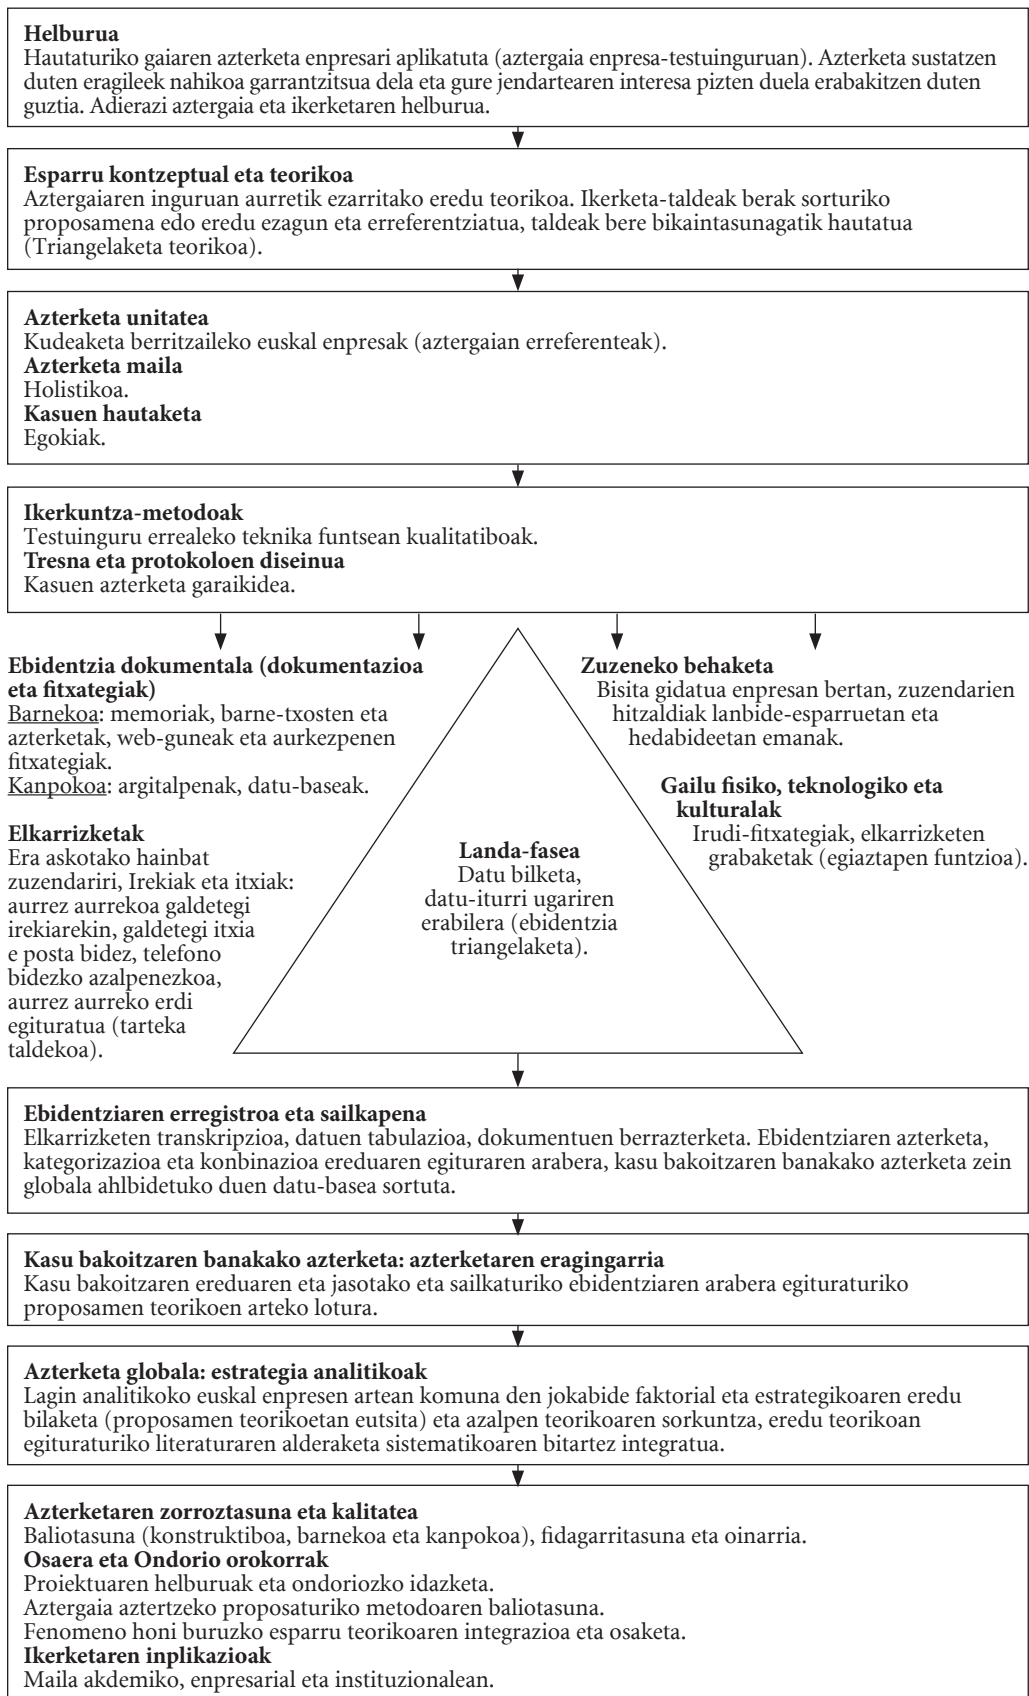 Helburua
Hautaturiko gaiaren azterketa enpresari aplikatuta (aztergaia enpresa-testuinguruan). Azterketa sustatzen
duten eragileek nahikoa garrantzitsua dela eta gure jendartearen interesa pizten duela erabakitzen duten
guztia. Adierazi aztergaia eta ikerketaren helburua.
Esparru kontzeptual eta teorikoa
Aztergaiaren inguruan aurretik ezarritako eredu teorikoa. Ikerketa-taldeak berak sorturiko
proposamena edo eredu ezagun eta erreferentziatua, taldeak bere bikaintasunagatik hautatua
(Triangelaketa teorikoa).
Azterketa unitatea
Kudeaketa berritzaileko euskal enpresak (aztergaian erreferenteak).
Azterketa maila
Holistikoa.
Kasuen hautaketa
Egokiak.
Ikerkuntza-metodoak
Testuinguru errealeko teknika funtsean kualitatiboak.
Tresna eta protokoloen diseinua
Kasuen azterketa garaikidea.
Ebidentzia dokumentala (dokumentazioa
eta fitxategiak)
Barnekoa: memoriak, barne-txosten eta
azterketak, web-guneak eta aurkezpenen
fitxategiak.
Kanpokoa: argitalpenak, datu-baseak.
Elkarrizketak
Era askotako hainbat
zuzendariri, Irekiak eta itxiak:
aurrez aurrekoa galdetegi
irekiarekin, galdetegi itxia
e posta bidez, telefono
bidezko azalpenezkoa,
aurrez aurreko erdi
egituratua (tarteka
taldekoa).
Landa-fasea
Datu bilketa,
datu-iturri ugariren
erabilera (ebidentzia
triangelaketa).
Zuzeneko behaketa
Bisita gidatua enpresan bertan, zuzendarien
hitzaldiak lanbide-esparruetan eta
hedabideetan emanak.
Gailu fisiko, teknologiko eta
kulturalak
Irudi-fitxategiak, elkarrizketen
grabaketak (egiaztapen funtzioa).
Ebidentziaren erregistroa eta sailkapena
Elkarrizketen transkripzioa, datuen tabulazioa, dokumentuen berrazterketa. Ebidentziaren azterketa,
kategorizazioa eta konbinazioa ereduaren egituraren arabera, kasu bakoitzaren banakako azterketa zein
globala ahlbidetuko duen datu-basea sortuta.
Kasu bakoitzaren banakako azterketa: azterketaren eragingarria
Kasu bakoitzaren ereduaren eta jasotako eta sailkaturiko ebidentziaren arabera egituraturiko
proposamen teorikoen arteko lotura.
Azterketa globala: estrategia analitikoak
Lagin analitikoko euskal enpresen artean komuna den jokabide faktorial eta estrategikoaren eredu
bilaketa (proposamen teorikoetan eutsita) eta azalpen teorikoaren sorkuntza, eredu teorikoan
egituraturiko literaturaren alderaketa sistematikoaren bitartez integratua.
Azterketaren zorroztasuna eta kalitatea
Baliotasuna (konstruktiboa, barnekoa eta kanpokoa), fidagarritasuna eta oinarria.
Osaera eta Ondorio orokorrak
Proiektuaren helburuak eta ondoriozko idazketa.
Aztergaia aztertzeko proposaturiko metodoaren baliotasuna.
Fenomeno honi buruzko esparru teorikoaren integrazioa eta osaketa.
Ikerketaren inplikazioak
Maila akdemiko, enpresarial eta instituzionalean.